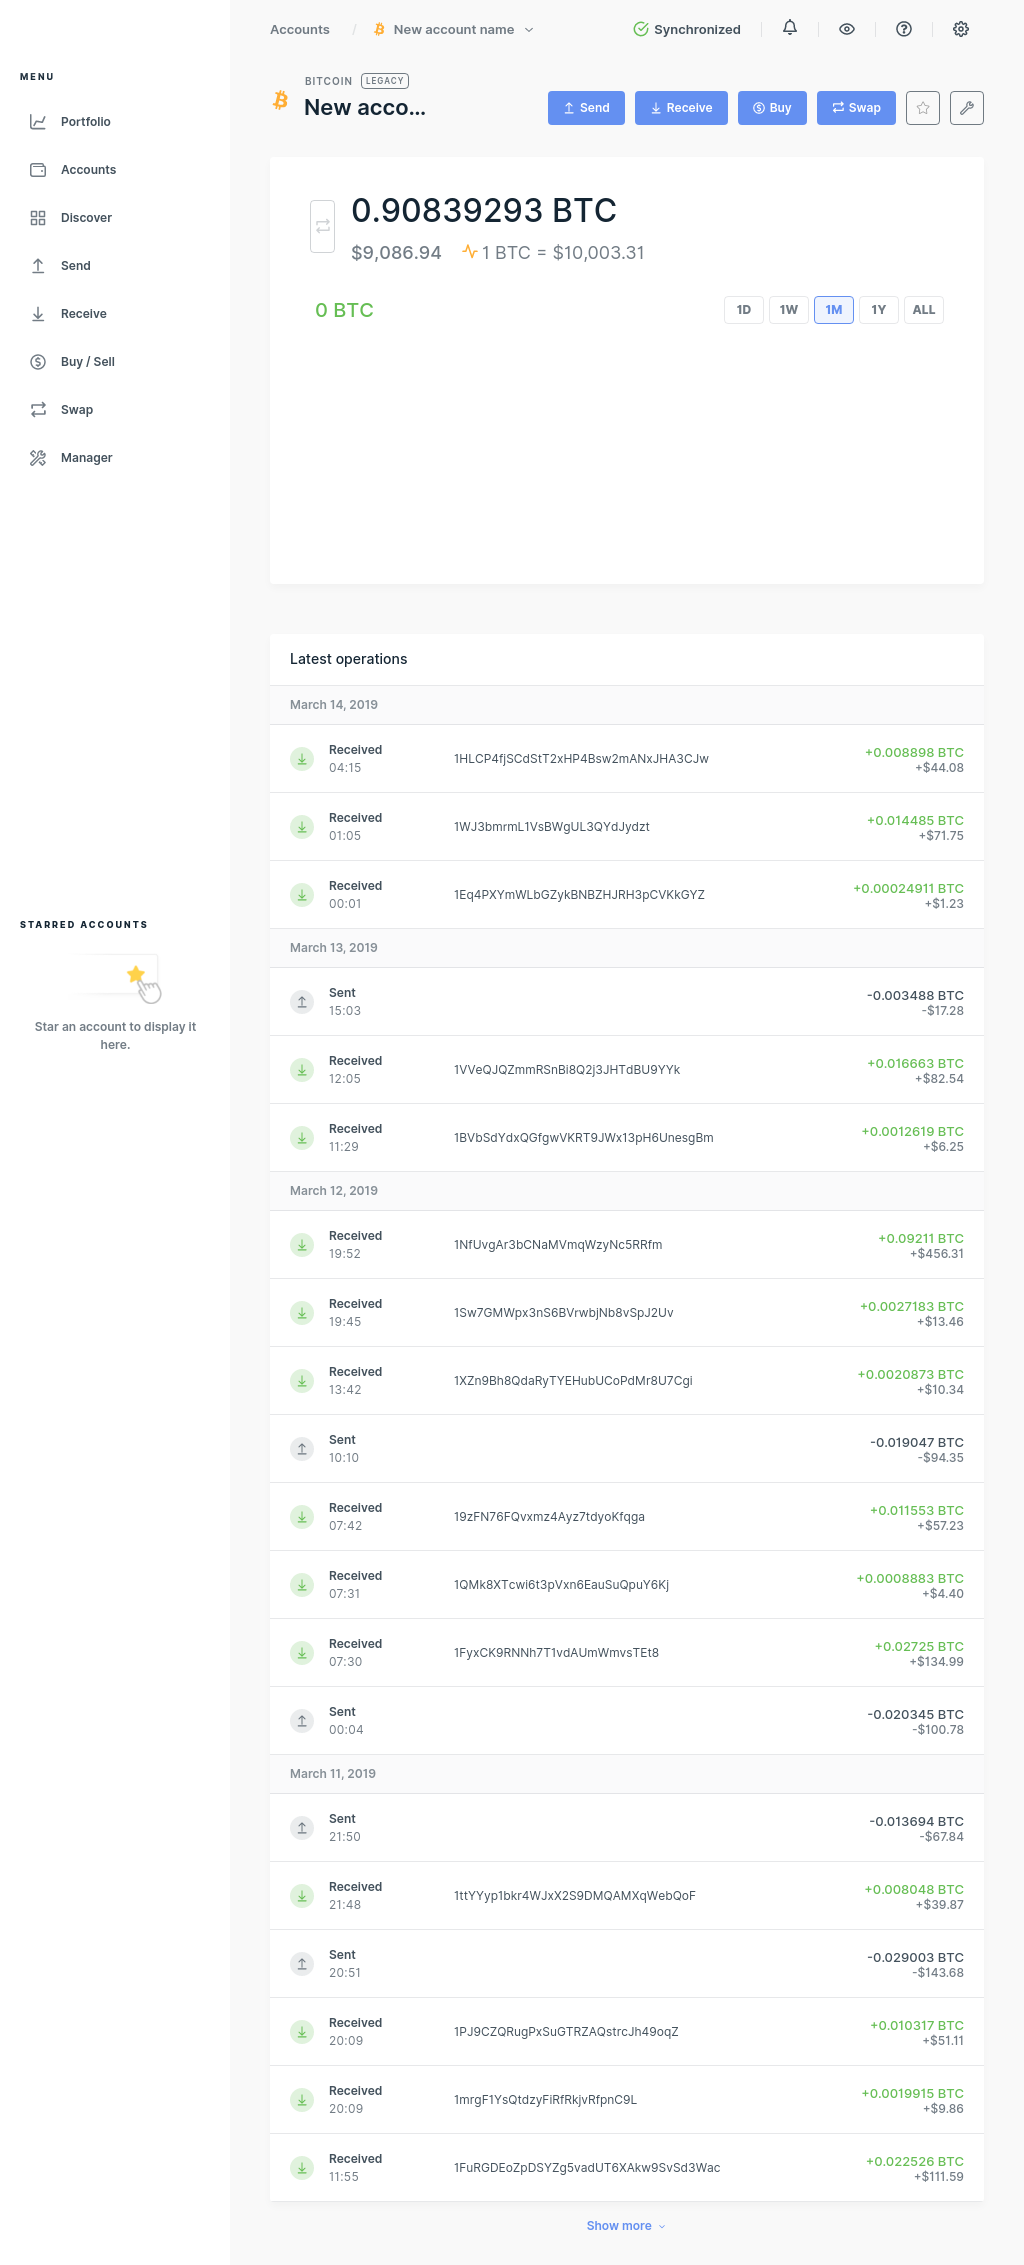 Accounts / New account name
Synchronized
MENU
Portfolio
Accounts
Discover
Send
Receive
Buy / Sell
Swap
Manager
STARRED ACCOUNTS
Star an account to display it
here.
BITCOIN LEGACY
New acco...
Send
Receive
Buy
Swap
0.90839293 BTC
$9,086.94 1 BTC = $10,003.31
0 BTC
1D
1W
1M
1Y
ALL
Latest operations
March 14, 2019
Received
04:15
1HLCP4fjSCdStT2xHP4Bsw2mANxJHA3CJw
+0.008898 BTC
+$44.08
Received
01:05
1WJ3bmrmL1VsBWgUL3QYdJydzt
+0.014485 BTC
+$71.75
Received
00:01
1Eq4PXYmWLbGZykBNBZHJRH3pCVKkGYZ
+0.00024911 BTC
+$1.23
March 13, 2019
Sent
15:03
-0.003488 BTC
-$17.28
Received
12:05
1VVeQJQZmmRSnBi8Q2j3JHTdBU9YYk
+0.016663 BTC
+$82.54
Received
11:29
1BVbSdYdxQGfgwVKRT9JWx13pH6UnesgBm
+0.0012619 BTC
+$6.25
March 12, 2019
Received
19:52
1NfUvgAr3bCNaMVmqWzyNc5RRfm
+0.09211 BTC
+$456.31
Received
19:45
1Sw7GMWpx3nS6BVrwbjNb8vSpJ2Uv
+0.0027183 BTC
+$13.46
Received
13:42
1XZn9Bh8QdaRyTYEHubUCoPdMr8U7Cgi
+0.0020873 BTC
+$10.34
Sent
10:10
-0.019047 BTC
-$94.35
Received
07:42
19zFN76FQvxmz4Ayz7tdyoKfqga
+0.011553 BTC
+$57.23
Received
07:31
1QMk8XTcwi6t3pVxn6EauSuQpuY6Kj
+0.0008883 BTC
+$4.40
Received
07:30
1FyxCK9RNNh7T1vdAUmWmvsTEt8
+0.02725 BTC
+$134.99
Sent
00:04
-0.020345 BTC
-$100.78
March 11, 2019
Sent
21:50
-0.013694 BTC
-$67.84
Received
21:48
1ttYYyp1bkr4WJxX2S9DMQAMXqWebQoF
+0.008048 BTC
+$39.87
Sent
20:51
-0.029003 BTC
-$143.68
Received
20:09
1PJ9CZQRugPxSuGTRZAQstrcJh49oqZ
+0.010317 BTC
+$51.11
Received
20:09
1mrgF1YsQtdzyFiRfRkjvRfpnC9L
+0.0019915 BTC
+$9.86
Received
11:55
1FuRGDEoZpDSYZg5vadUT6XAkw9SvSd3Wac
+0.022526 BTC
+$111.59
Show more